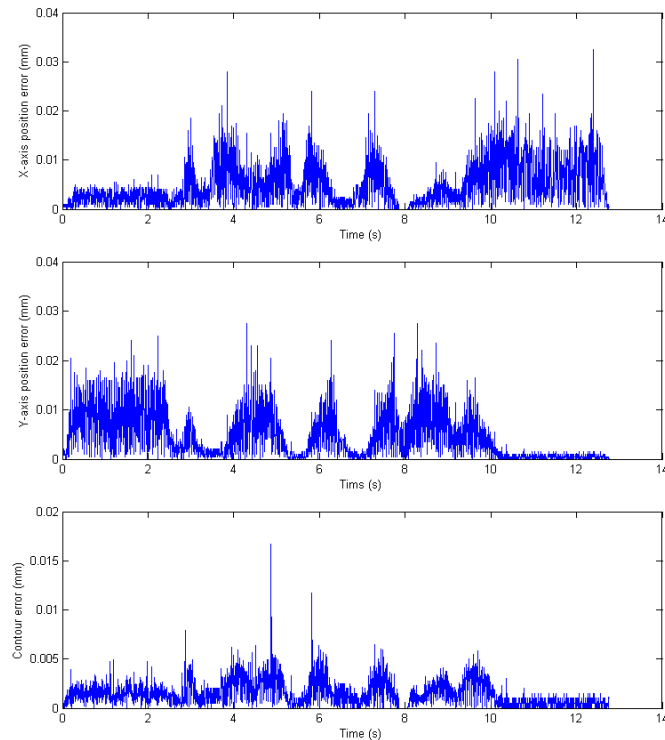 0.04
0.03
0.02
0.01
0
X-axis position error (mm)
0 2 4 6 8 10 12 14
Time (s)
0.04
0.03
0.02
0.01
0
Y-axis position error (mm)
0 2 4 6 8 10 12 14
Tims (s)
0.02
0.015
0.01
0.005
0
Contour error (mm)
0 2 4 6 8 10 12 14
Time (s)